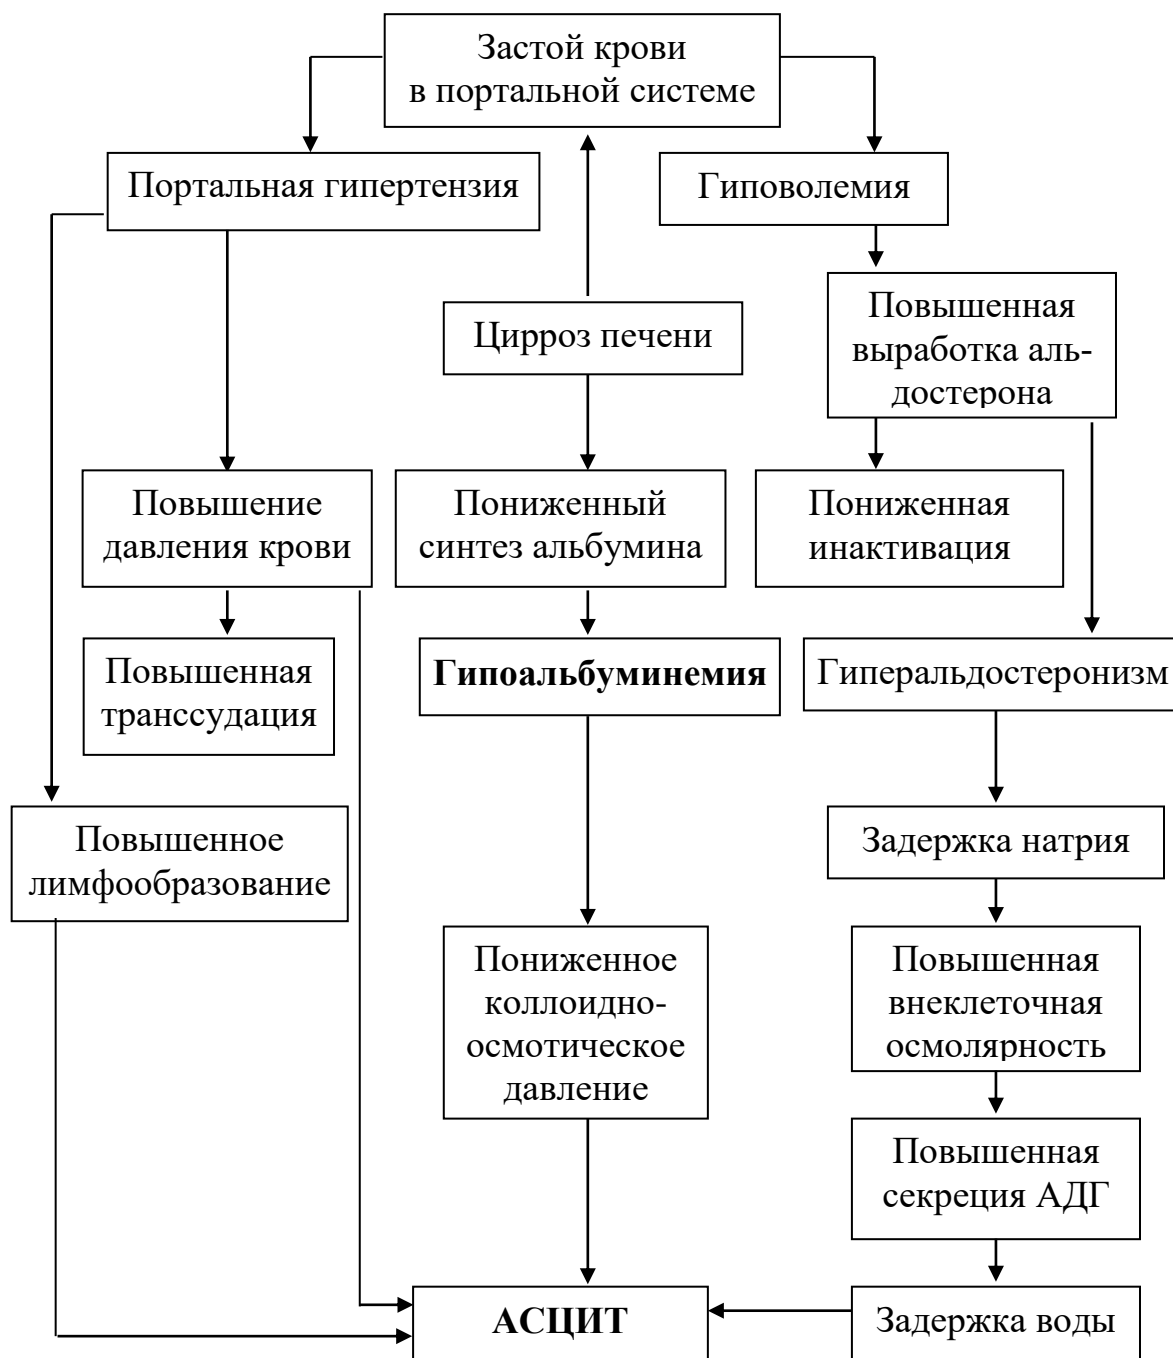 Застой крови
в портальной системе
Портальная гипертензия
Гиповолемия
Цирроз печени
Повышенная
выработка аль-
достерона
Повышение
давления крови
Пониженный
синтез альбумина
Пониженная
инактивация
Повышенная
транссудация
Гипоальбуминемия
Гиперальдостеронизм
Повышенное
лимфообразование
Задержка натрия
Пониженное
коллоидно-
осмотическое
давление
Повышенная
внеклеточная
осмолярность
Повышенная
секреция АДГ
АСЦИТ
Задержка воды